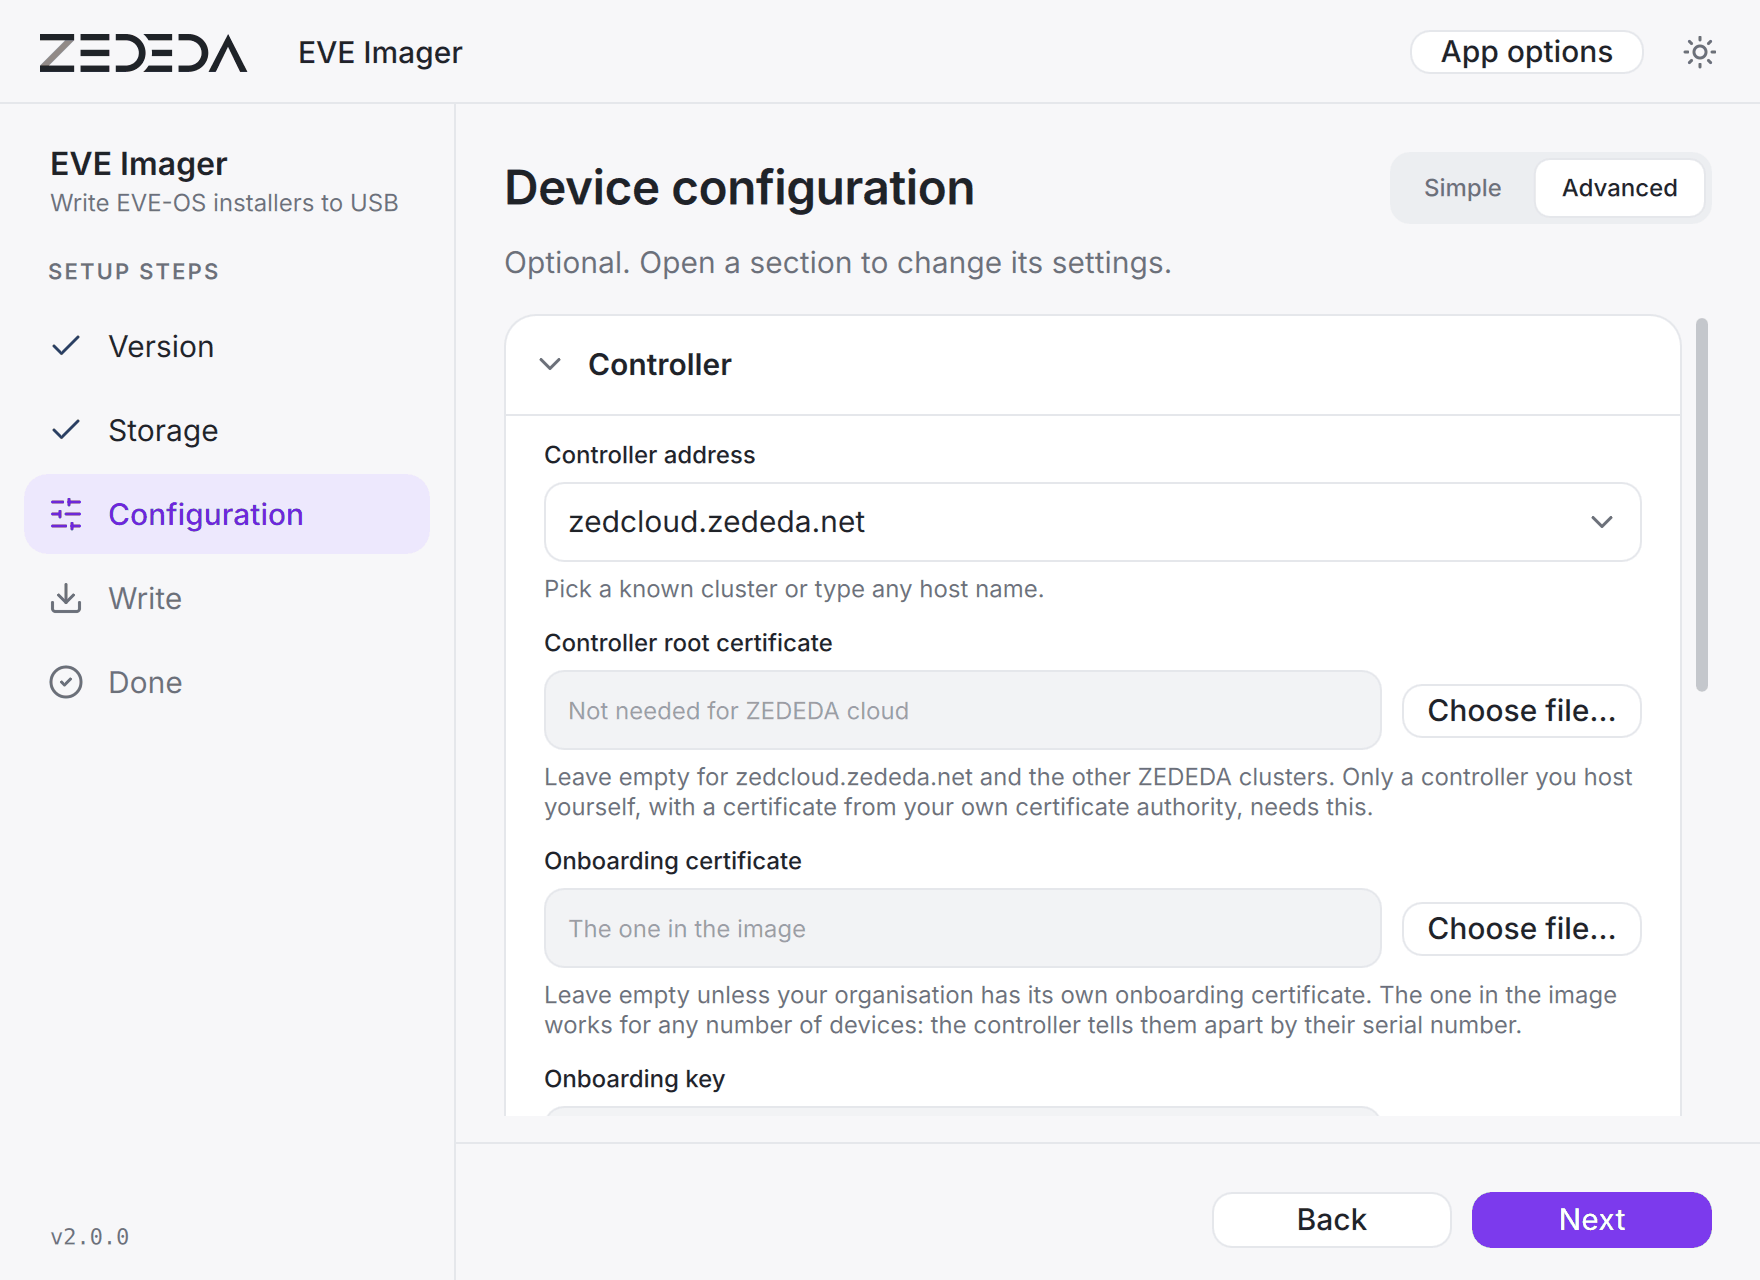 ZEDEDA
EVE Imager
App options
EVE Imager
Write EVE-OS installers to USB
SETUP STEPS
Version
Storage
Configuration
Write
Done
v2.0.0
Device configuration
Simple
Advanced
Optional. Open a section to change its settings.
Controller
Controller address
zedcloud.zededa.net
Pick a known cluster or type any host name.
Controller root certificate
Not needed for ZEDEDA cloud
Choose file...
Leave empty for zedcloud.zededa.net and the other ZEDEDA clusters. Only a controller you host
yourself, with a certificate from your own certificate authority, needs this.
Onboarding certificate
The one in the image
Choose file...
Leave empty unless your organisation has its own onboarding certificate. The one in the image
works for any number of devices: the controller tells them apart by their serial number.
Onboarding key
Back
Next